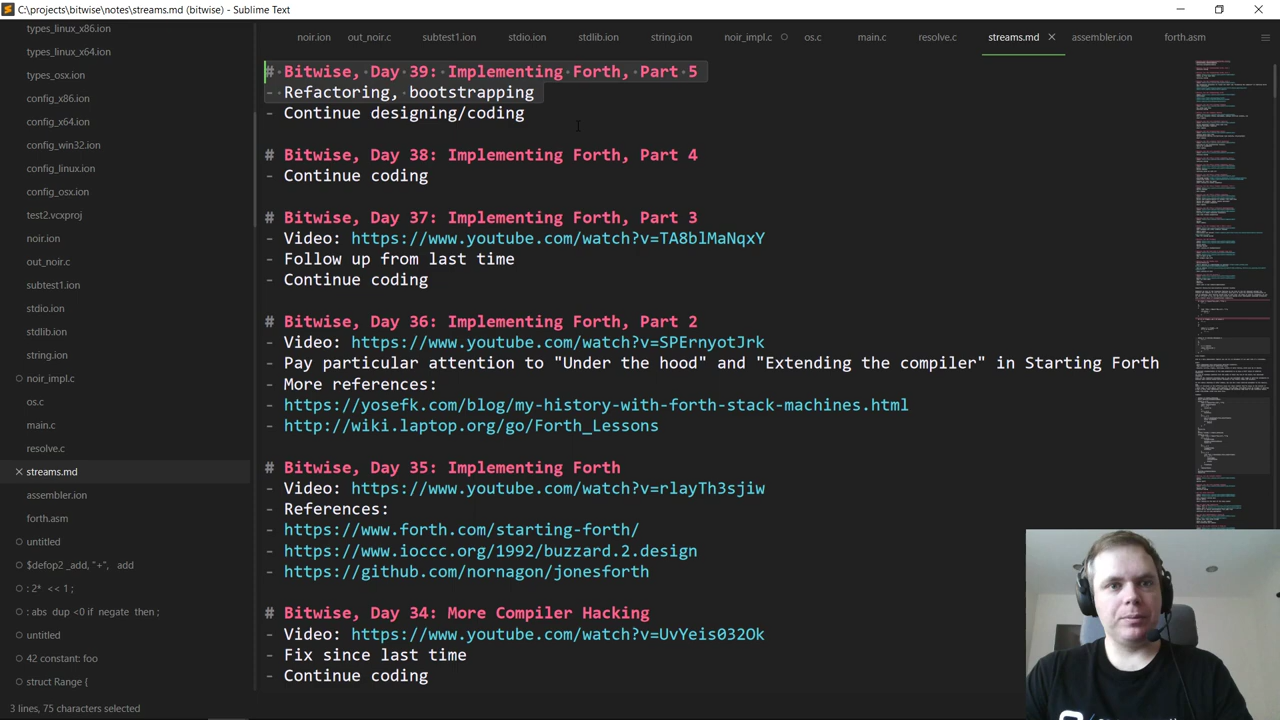 C:\projects\bitwise\notes\streams.md (bitwise) - Sublime Text
types_linux_x86.ion
types_linux_x64.ion
types_osx.ion
config_x86.ion
config_x64.ion
config_win32.ion
config_linux.ion
config_osx.ion
test2.vcxproj
noir.ion
out_noir.c
subtest1.ion
stdio.ion
stdlib.ion
string.ion
noir_impl.c
os.c
main.c
resolve.c
streams.md
assembler.ion
forth.asm
untitled
$defop2 _add, "+", add
: 2* << 1 ;
: abs dup <0 if negate then ;
untitled
42 constant: foo
struct Range {
noir.ion out_noir.c subtest1.ion stdio.ion stdlib.ion string.ion noir_impl.c os.c main.c resolve.c streams.md assembler.ion forth.asm
# Bitwise, Day 39: Implementing Forth, Part 5
- Refactoring, bootstrapping
- Continue designing/coding
# Bitwise, Day 38: Implementing Forth, Part 4
- Continue coding
# Bitwise, Day 37: Implementing Forth, Part 3
- Video: https://www.youtube.com/watch?v=TA8blMaNqxY
- Follow up from last time
- Continue coding
# Bitwise, Day 36: Implementing Forth, Part 2
- Video: https://www.youtube.com/watch?v=SPErnyotJrk
- Pay particular attention to "Under the Hood" and "Extending the compiler" in Starting Forth
- More references:
- http://yosefk.com/blog/my-history-with-forth-stack-machines.html
- http://wiki.laptop.org/go/Forth_Lessons
# Bitwise, Day 35: Implementing Forth
- Video: https://www.youtube.com/watch?v=rlayTh3sjiw
- References:
- https://www.forth.com/starting-forth/
- https://www.ioccc.org/1992/buzzard.2.design
- https://github.com/nornagon/jonesforth
# Bitwise, Day 34: More Compiler Hacking
- Video: https://www.youtube.com/watch?v=UvYeis032Ok
- Fix since last time
- Continue coding
3 lines, 75 characters selected